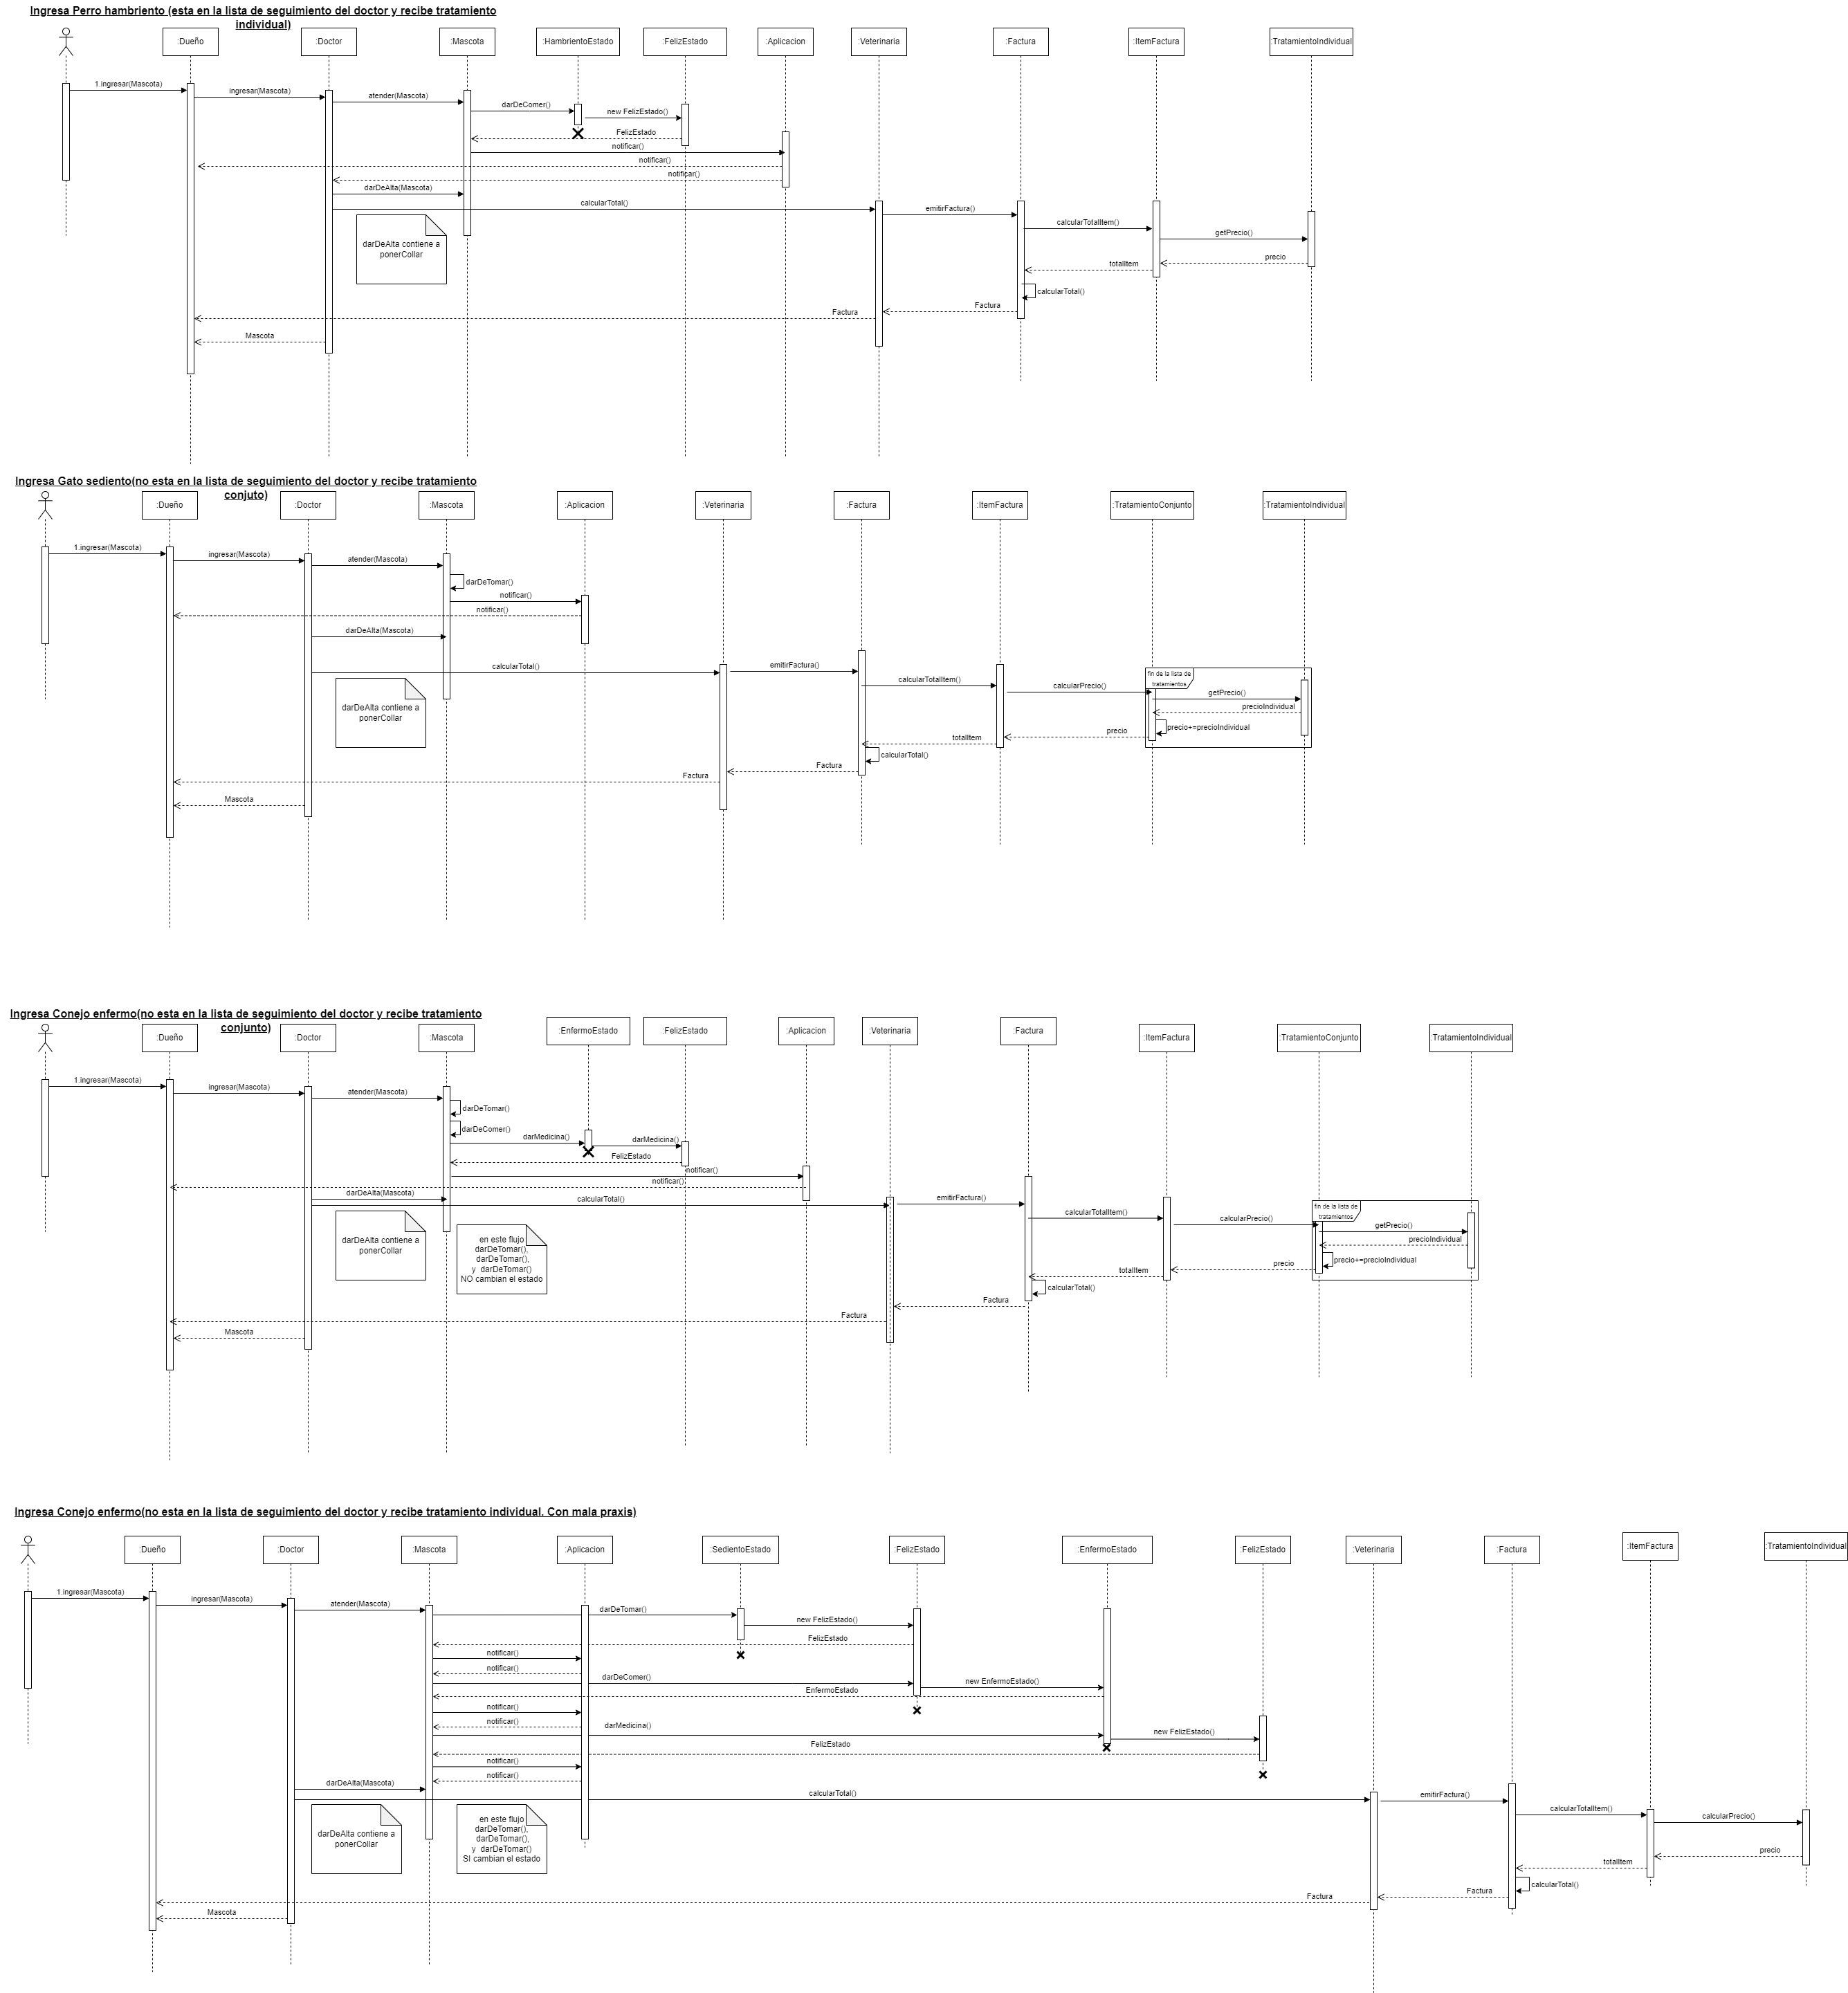 Ingresa Perro hambriento (esta en la lista de seguimiento del doctor y recibe tratamiento
individual)
:Dueño
:Doctor
:Mascota
:HambrientoEstado
:FelizEstado
:Aplicacion
:Veterinaria
:Factura
:ItemFactura
:TratamientoIndividual
1.ingresar(Mascota)
ingresar(Mascota)
atender(Mascota)
darDeComer()
new FelizEstado()
FelizEstado
notificar()
notificar()
notificar()
darDeAlta(Mascota)
calcularTotal()
emitirFactura()
calcularTotalItem()
getPrecio()
darDeAlta contiene a
ponerCollar
precio
totalItem
calcularTotal()
Factura
Factura
Mascota
Ingresa Gato sediento(no esta en la lista de seguimiento del doctor y recibe tratamiento
conjuto)
:Dueño
:Doctor
:Mascota
:Aplicacion
:Veterinaria
:Factura
:ItemFactura
:TratamientoConjunto
:TratamientoIndividual
1.ingresar(Mascota)
ingresar(Mascota)
atender(Mascota)
darDeTomar()
notificar()
notificar()
darDeAlta(Mascota)
calcularTotal()
emitirFactura()
calcularTotalItem()
calcularPrecio()
fin de la lista de
tratamientos
getPrecio()
precioIndividual
precio+=precioIndividual
darDeAlta contiene a
ponerCollar
precio
totalItem
calcularTotal()
Factura
Factura
Mascota
Ingresa Conejo enfermo(no esta en la lista de seguimiento del doctor y recibe tratamiento
conjunto)
:Dueño
:Doctor
:Mascota
:EnfermoEstado
:FelizEstado
:Aplicacion
:Veterinaria
:Factura
:ItemFactura
:TratamientoConjunto
:TratamientoIndividual
1.ingresar(Mascota)
ingresar(Mascota)
atender(Mascota)
darDeTomar()
darDeComer()
darMedicina()
darMedicina()
FelizEstado
notificar()
notificar()
darDeAlta(Mascota)
calcularTotal()
emitirFactura()
calcularTotalItem()
calcularPrecio()
fin de la lista de
tratamientos
getPrecio()
precioIndividual
precio+=precioIndividual
darDeAlta contiene a
ponerCollar
en este flujo
darDeTomar(),
darDeTomar(),
y darDeTomar()
NO cambian el estado
precio
totalItem
calcularTotal()
Factura
Factura
Mascota
Ingresa Conejo enfermo(no esta en la lista de seguimiento del doctor y recibe tratamiento individual. Con mala praxis)
:Dueño
:Doctor
:Mascota
:Aplicacion
:SedientoEstado
:FelizEstado
:EnfermoEstado
:FelizEstado
:Veterinaria
:Factura
:ItemFactura
:TratamientoIndividual
1.ingresar(Mascota)
ingresar(Mascota)
atender(Mascota)
darDeTomar()
new FelizEstado()
FelizEstado
notificar()
notificar()
darDeComer()
new EnfermoEstado()
EnfermoEstado
notificar()
notificar()
darMedicina()
new FelizEstado()
FelizEstado
notificar()
notificar()
darDeAlta(Mascota)
calcularTotal()
emitirFactura()
calcularTotalItem()
calcularPrecio()
darDeAlta contiene a
ponerCollar
en este flujo
darDeTomar(),
darDeTomar(),
y darDeTomar()
SI cambian el estado
precio
totalItem
calcularTotal()
Factura
Factura
Mascota